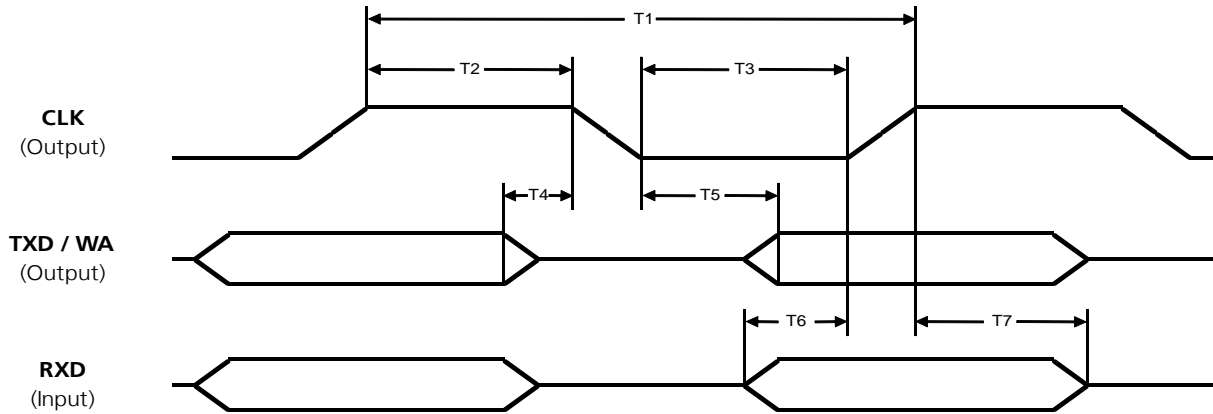 T1
T2
T3
CLK
(Output)
T4
T5
TXD / WA
(Output)
T6
T7
RXD
(Input)